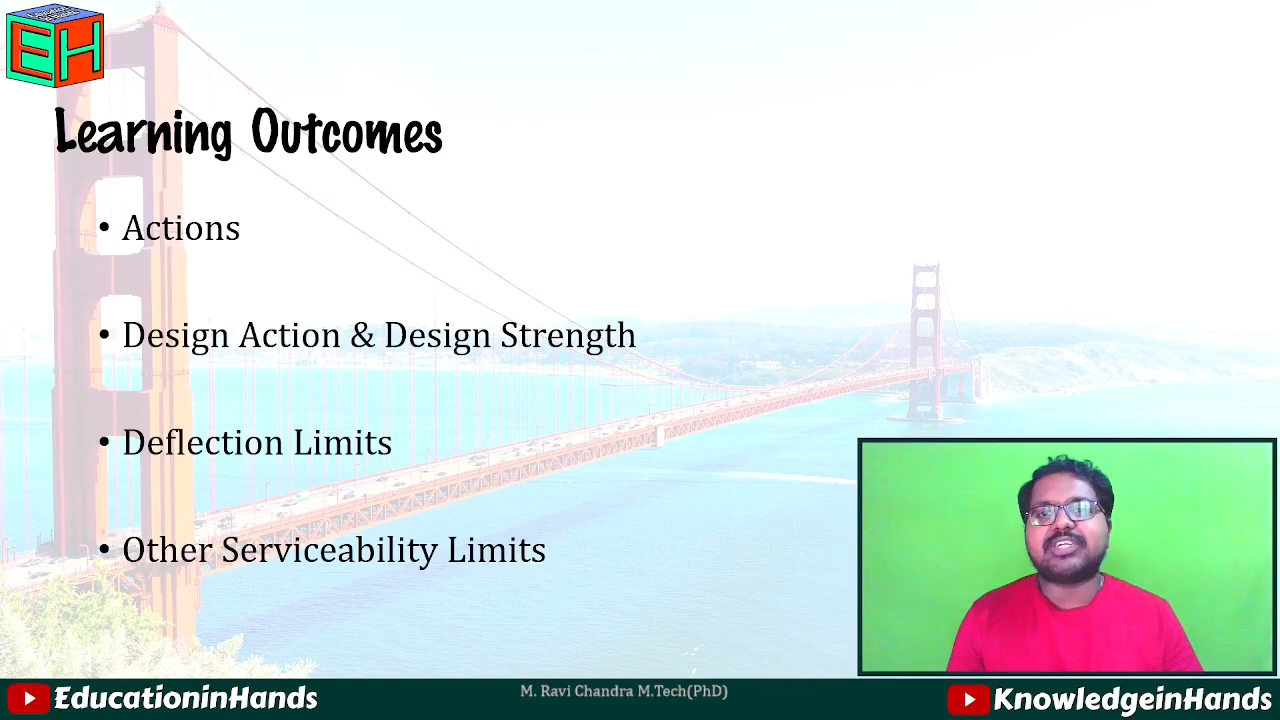 EH
Learning Outcomes
• Actions
• Design Action & Design Strength
• Deflection Limits
• Other Serviceability Limits
EducationinHands
M. Ravi Chandra M.Tech(PhD)
KnowledgeinHands